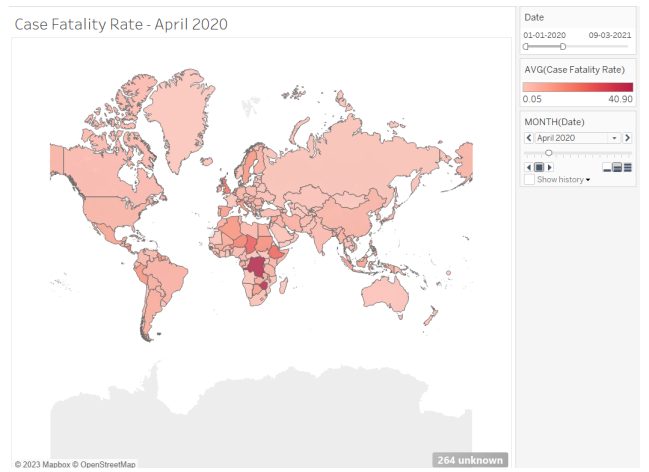 Case Fatality Rate - April 2020
Date
01-01-2020 09-03-2021
AVG(Case Fatality Rate)
0.05 40.90
MONTH(Date)
April 2020
Show history
© 2023 Mapbox © OpenStreetMap
264 unknown